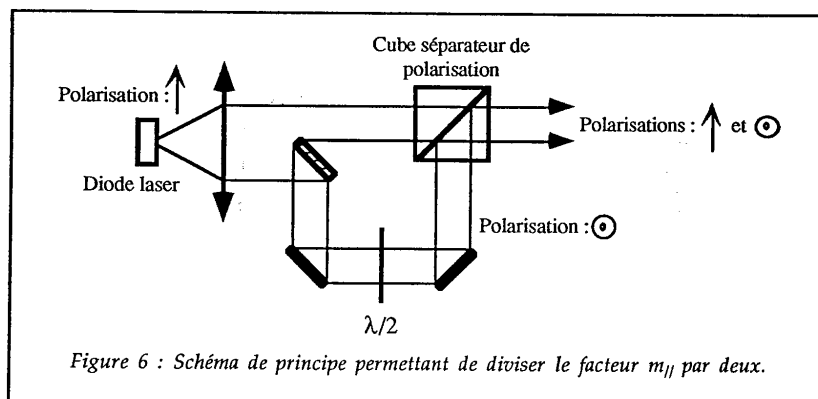 Cube séparateur de
polarisation
Polarisation :
Polarisations : et
Diode laser
Polarisation :
λ/2
Figure 6 : Schéma de principe permettant de diviser le facteur m// par deux.